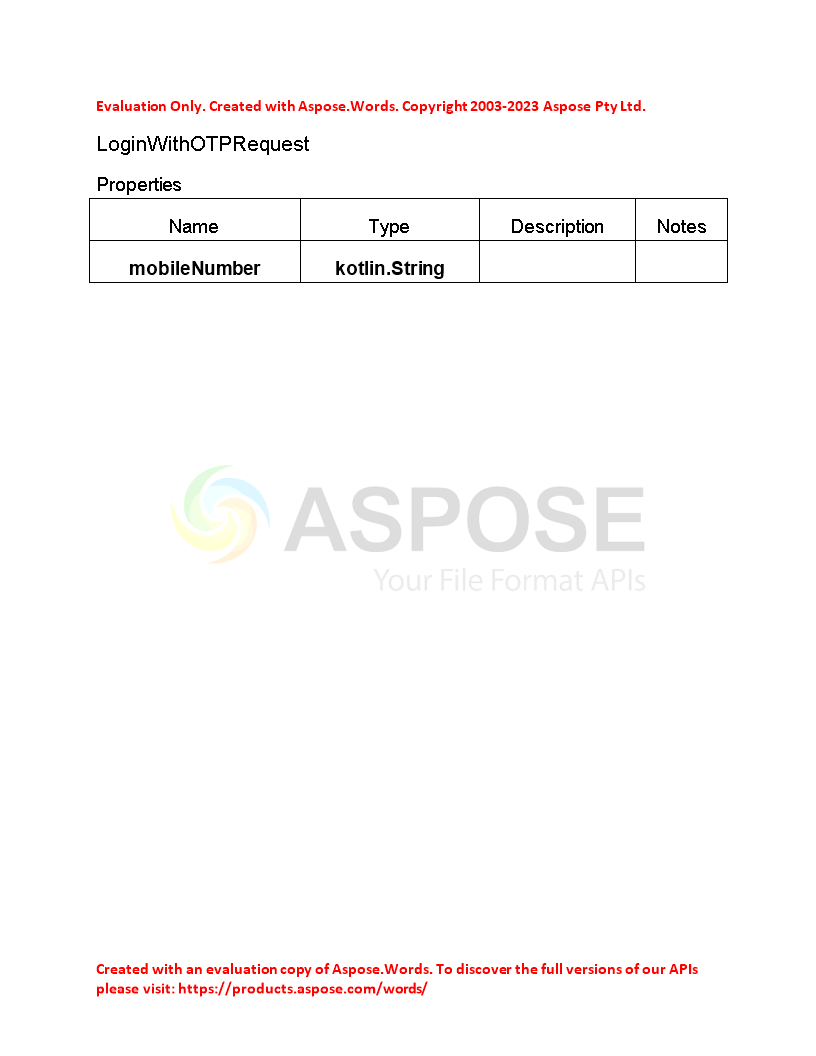 Evaluation Only. Created with Aspose.Words. Copyright 2003-2023 Aspose Pty Ltd.
LoginWithOTPRequest
Properties
Name Type Description Notes
mobileNumber kotlin.String
ASPOSE
Your File Format APIs
Created with an evaluation copy of Aspose.Words. To discover the full versions of our APIs
please visit: https://products.aspose.com/words/